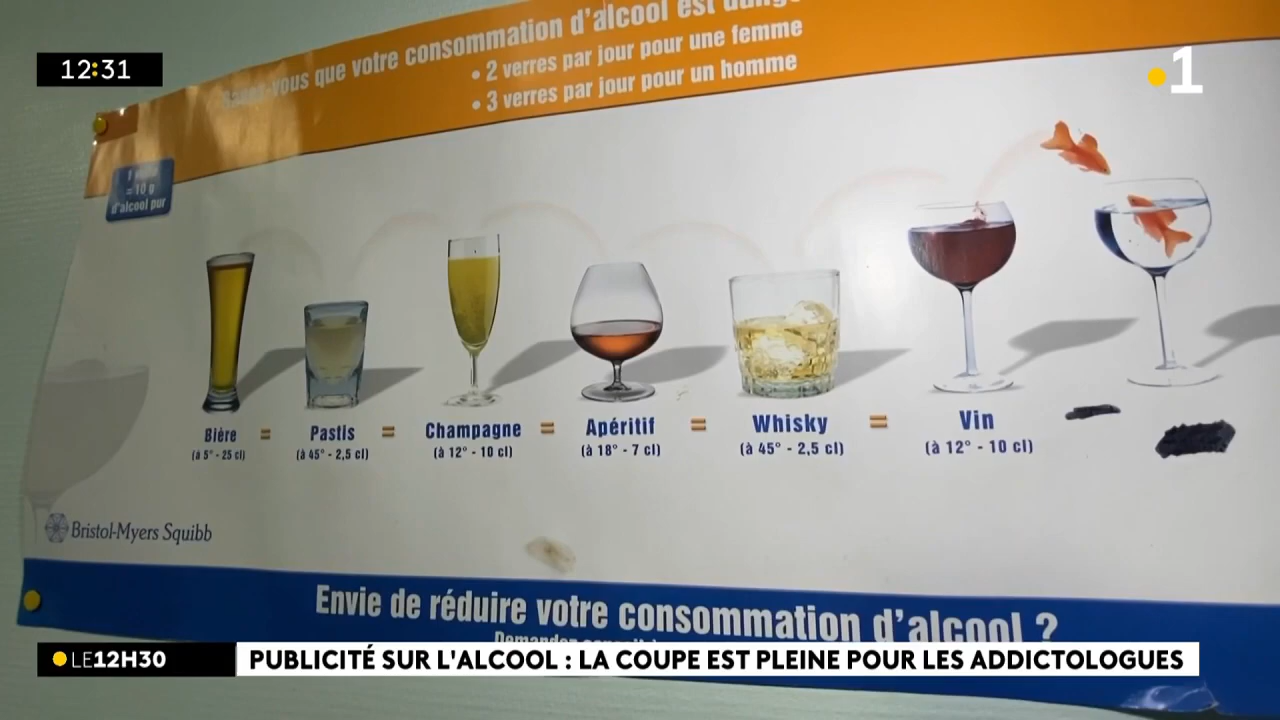 12:31
1
vous que votre consommation d'alcool est
• 2 verres par jour pour une femme
• 3 verres par jour pour un homme
= 10 g
d'alcool pur
Bière = Pastis = Champagne = Apéritif = Whisky = Vin
(à 5° - 25 cl) (à 45° - 2,5 cl) (à 12° - 10 cl) (à 18° - 7 cl) (à 45° - 2,5 cl) (à 12° - 10 cl)
Bristol-Myers Squibb
Envie de réduire votre consommation d'alcool ?
LE12H30
PUBLICITÉ SUR L'ALCOOL : LA COUPE EST PLEINE POUR LES ADDICTOLOGUES